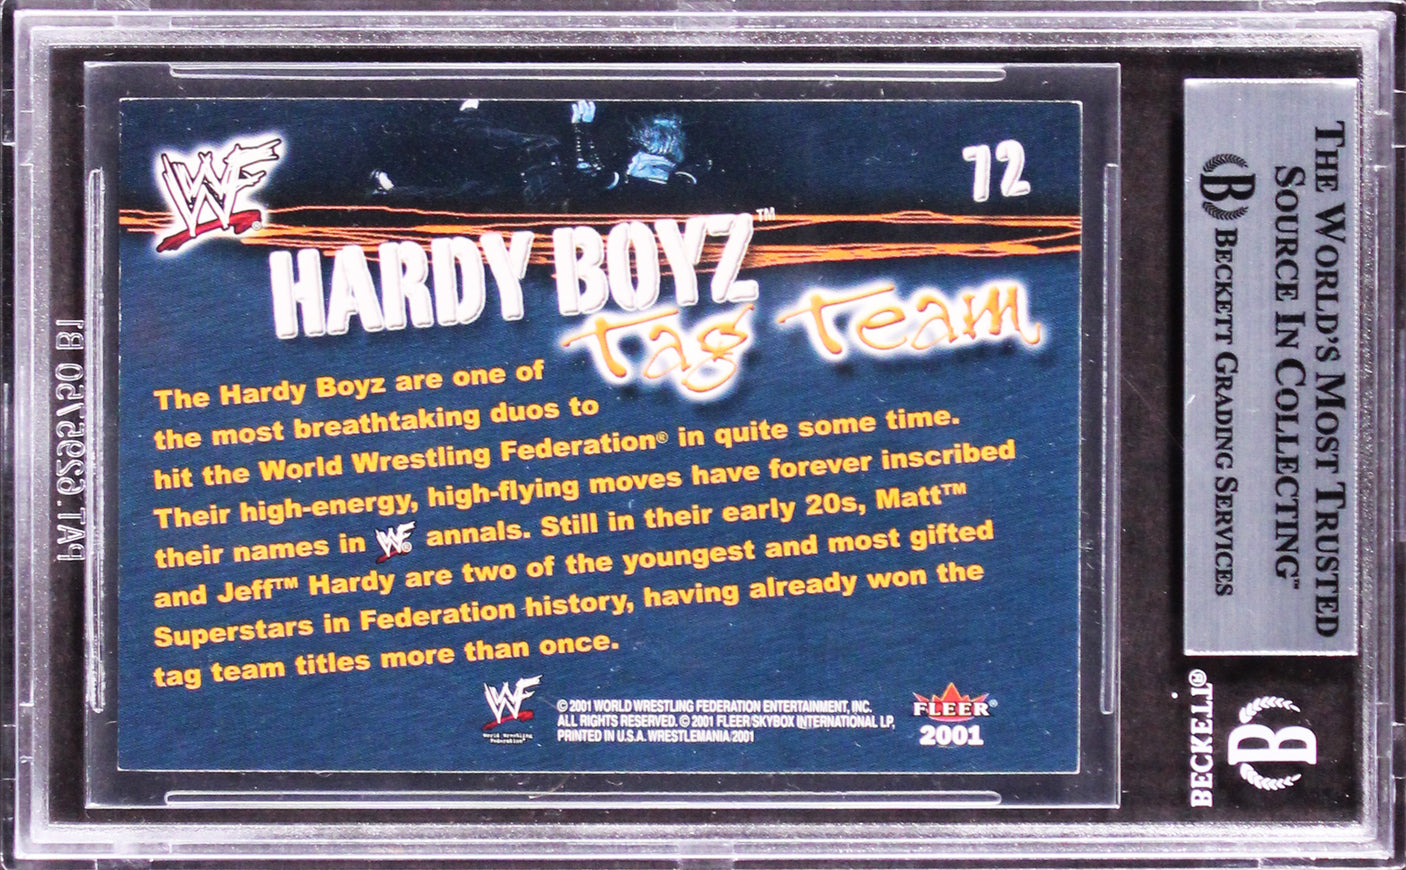 72
WF
HARDY BOYZ™
Tag Team
The Hardy Boyz are one of
the most breathtaking duos to
hit the World Wrestling Federation® in quite some time.
Their high-energy, high-flying moves have forever inscribed
their names in WF annals. Still in their early 20s, Matt™
and Jeff™ Hardy are two of the youngest and most gifted
Superstars in Federation history, having already won the
tag team titles more than once.
WF
World Wrestling
Federation
© 2001 WORLD WRESTLING FEDERATION ENTERTAINMENT, INC.
ALL RIGHTS RESERVED. © 2001 FLEER/SKYBOX INTERNATIONAL LP,
PRINTED IN U.S.A. WRESTLEMANIA/2001
FLEER®
2001
THE WORLD'S MOST TRUSTED
SOURCE IN COLLECTING™
B BECKETT GRADING SERVICES
BECKETT®
B